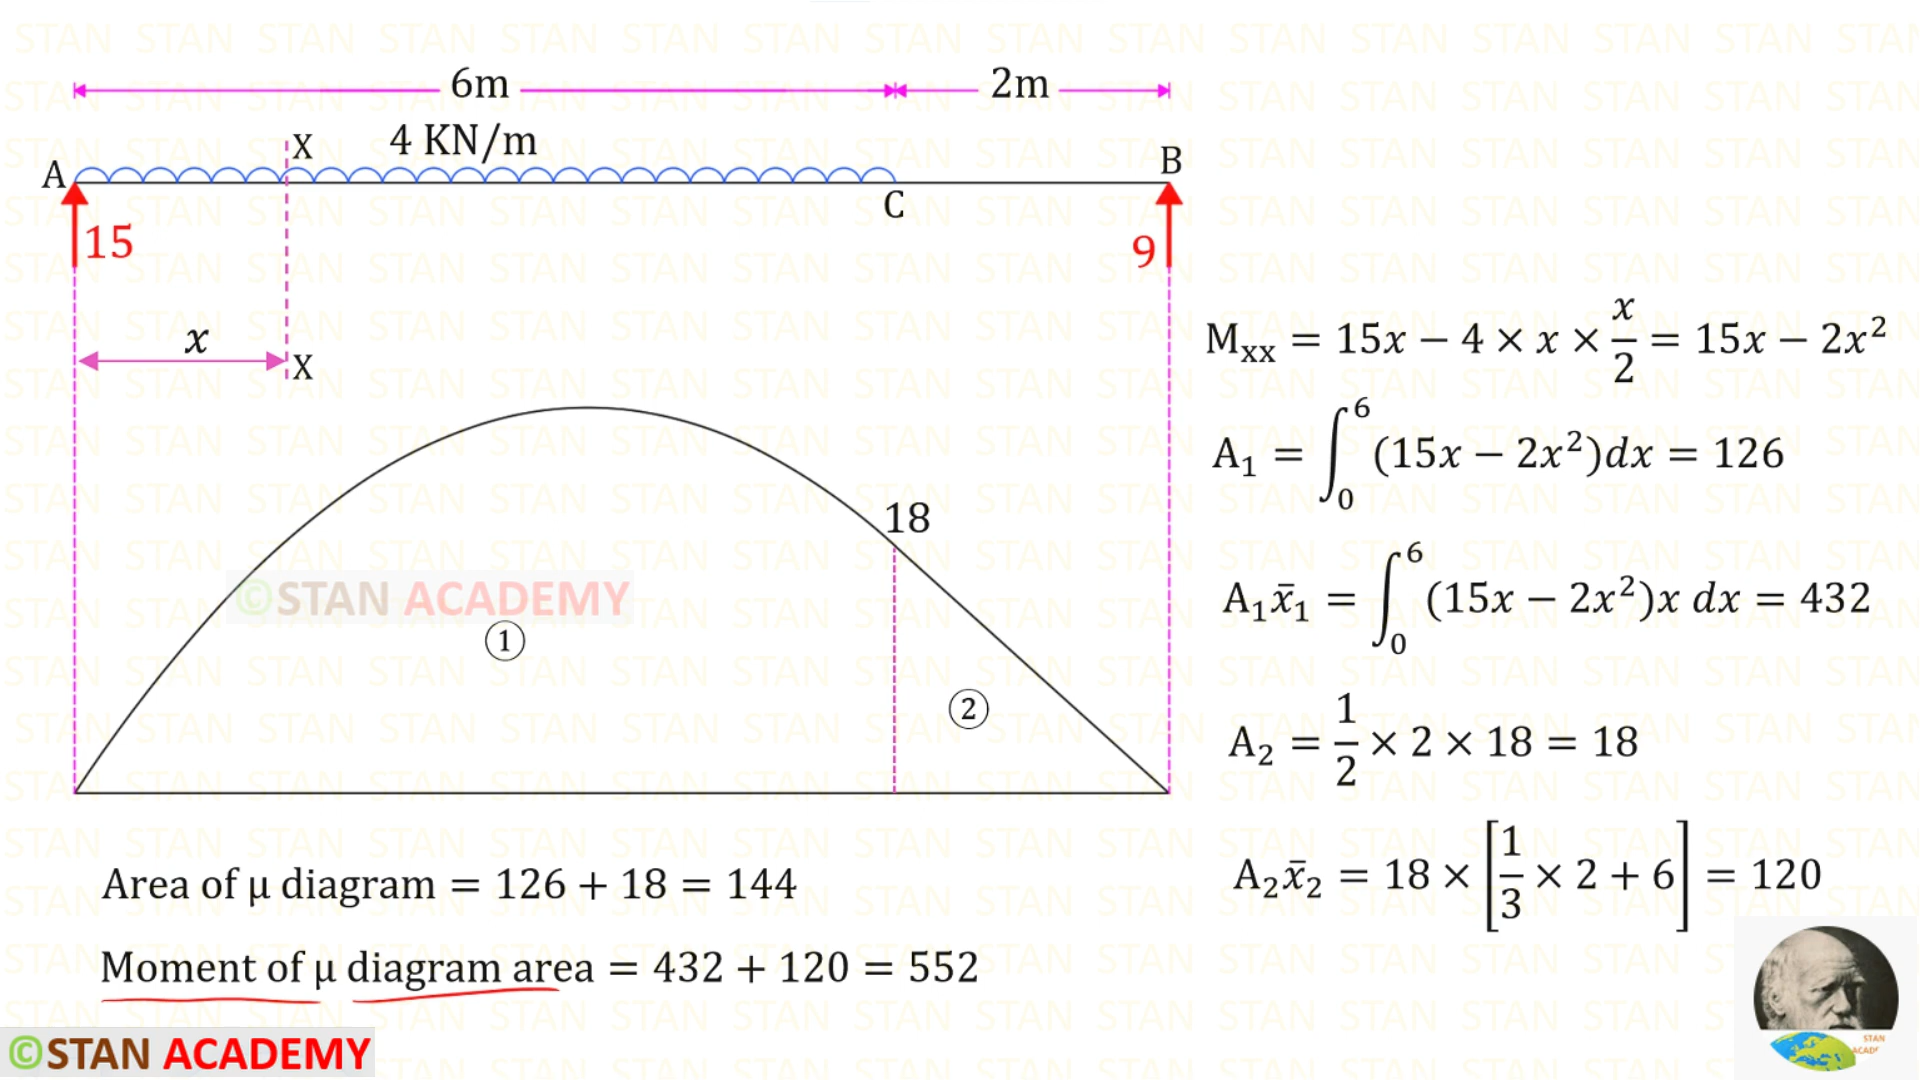 6m 2m
4 KN/m
X
A
B
C
15
9
x
X
M_xx = 15x − 4 × x × x/2 = 15x − 2x²
A₁ = ∫₀⁶ (15x − 2x²)dx = 126
18
A₁x̄₁ = ∫₀⁶ (15x − 2x²)x dx = 432
©STAN ACADEMY
①
②
A₂ = 1/2 × 2 × 18 = 18
A₂x̄₂ = 18 × [1/3 × 2 + 6] = 120
Area of μ diagram = 126 + 18 = 144
Moment of μ diagram area = 432 + 120 = 552
©STAN ACADEMY
STAN